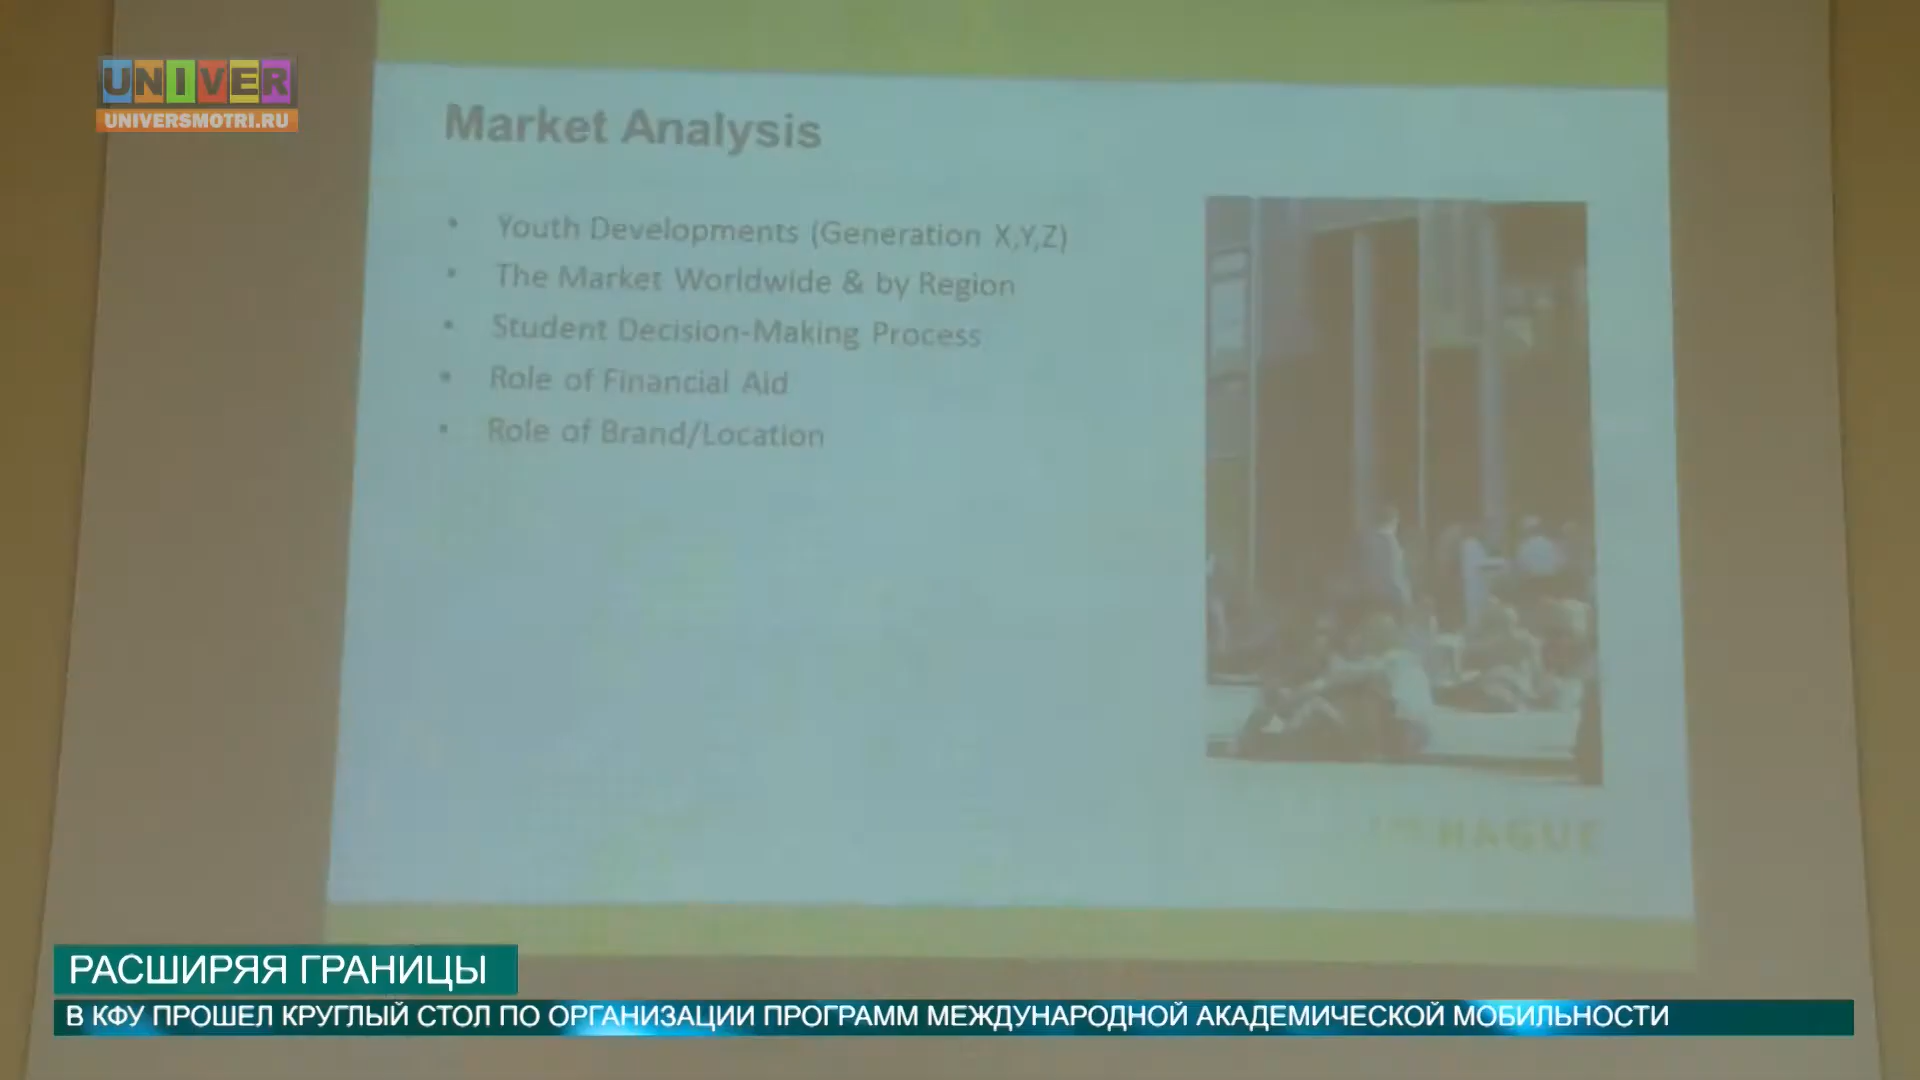 UNIVER
UNIVERSMOTRI.RU
Market Analysis
• Youth Developments (Generation X,Y,Z)
• The Market Worldwide & by Region
• Student Decision-Making Process
• Role of Financial Aid
• Role of Brand/Location
HAGUE
РАСШИРЯЯ ГРАНИЦЫ
В КФУ ПРОШЕЛ КРУГЛЫЙ СТОЛ ПО ОРГАНИЗАЦИИ ПРОГРАММ МЕЖДУНАРОДНОЙ АКАДЕМИЧЕСКОЙ МОБИЛЬНОСТИ